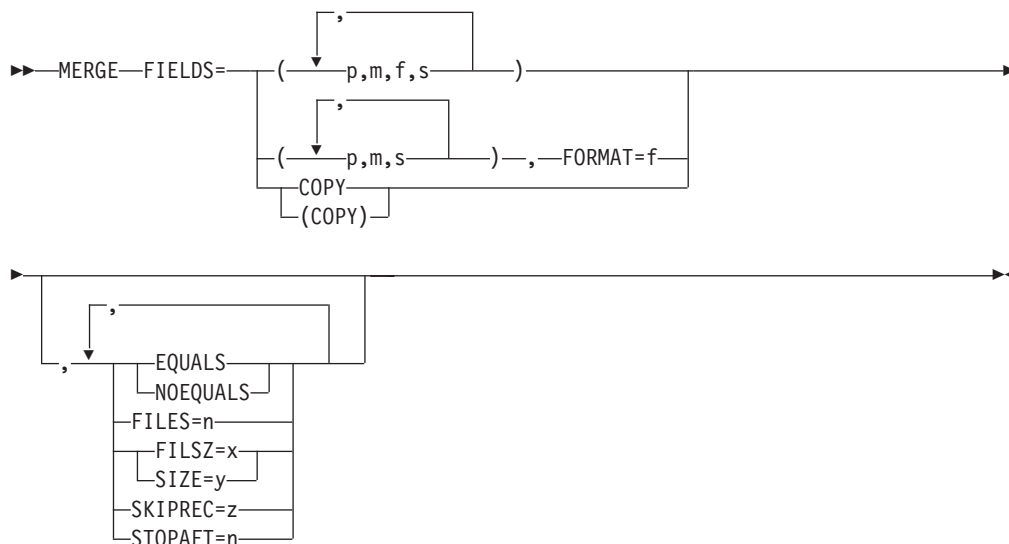 ,
MERGE FIELDS= ( p,m,f,s )
,
( p,m,s ) , FORMAT=f
COPY
(COPY)
,
, EQUALS
NOEQUALS
FILES=n
FILSZ=x
SIZE=y
SKIPREC=z
STOPAFT=n